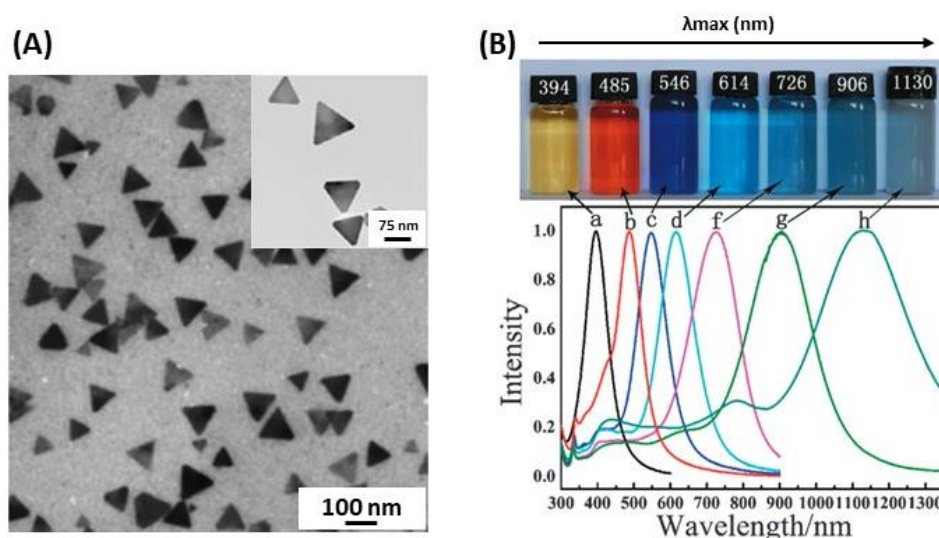 (A)
75 nm
100 nm
(B)
λmax (nm)
394 485 546 614 726 906 1130
a b c d f g h
1.0
0.8
0.6
0.4
0.2
0.0
Intensity
300 400 500 600 700 800 900 1000 1100 1200 1300
Wavelength/nm